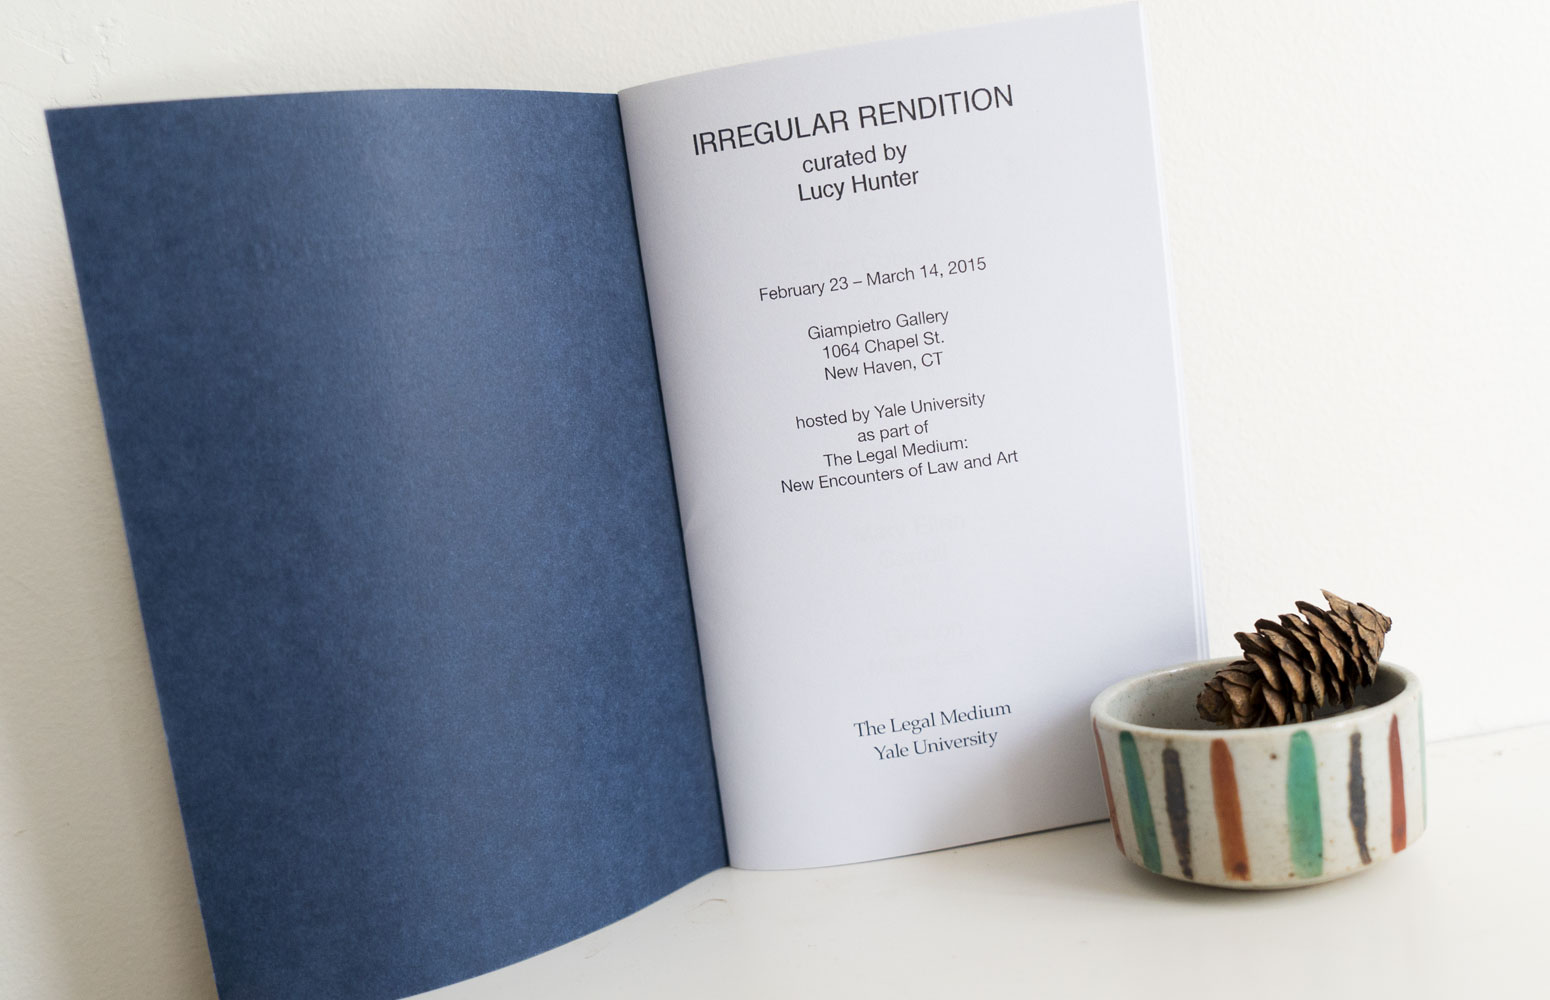 IRREGULAR RENDITION
curated by
Lucy Hunter
February 23 – March 14, 2015
Giampietro Gallery
1064 Chapel St.
New Haven, CT
hosted by Yale University
as part of
The Legal Medium:
New Encounters of Law and Art
The Legal Medium
Yale University